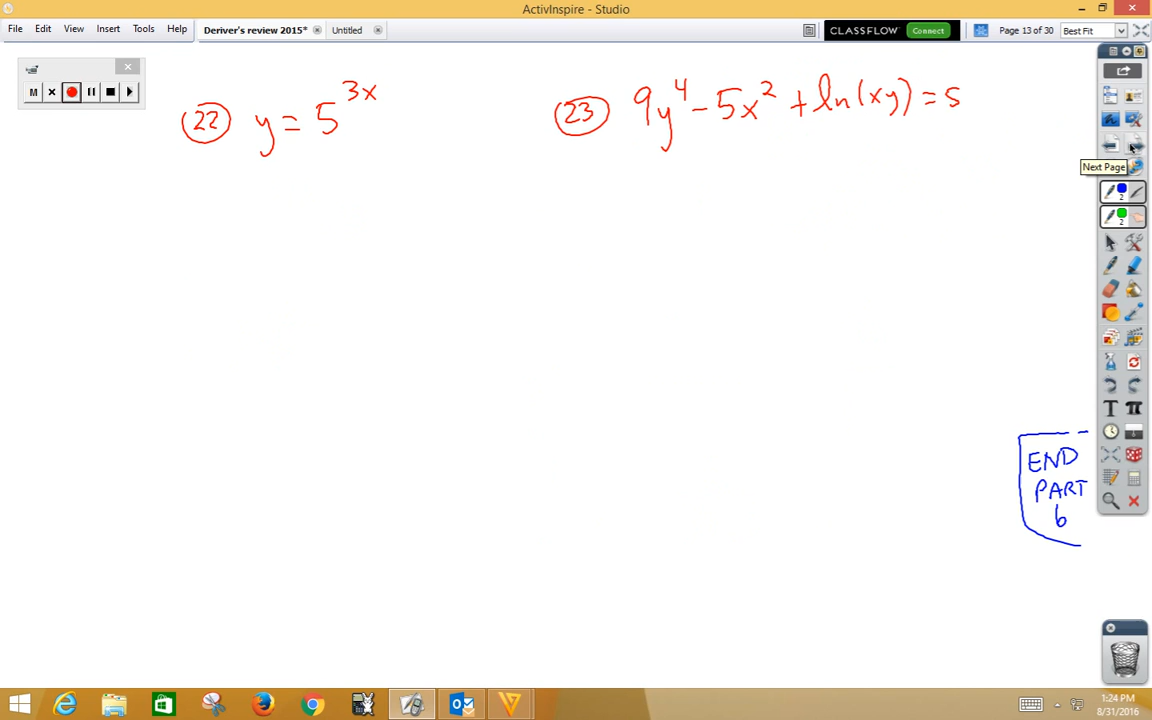 ActivInspire - Studio
File Edit View Insert Tools Help
Deriver's review 2015* Untitled
CLASSFLOW Connect
Page 13 of 30
Best Fit
M
22 y = 5^{3x}
23 9y^4 - 5x^2 + ln(xy) = 5
Next Page
2
2
T π
END
PART
6
1:24 PM
8/31/2016